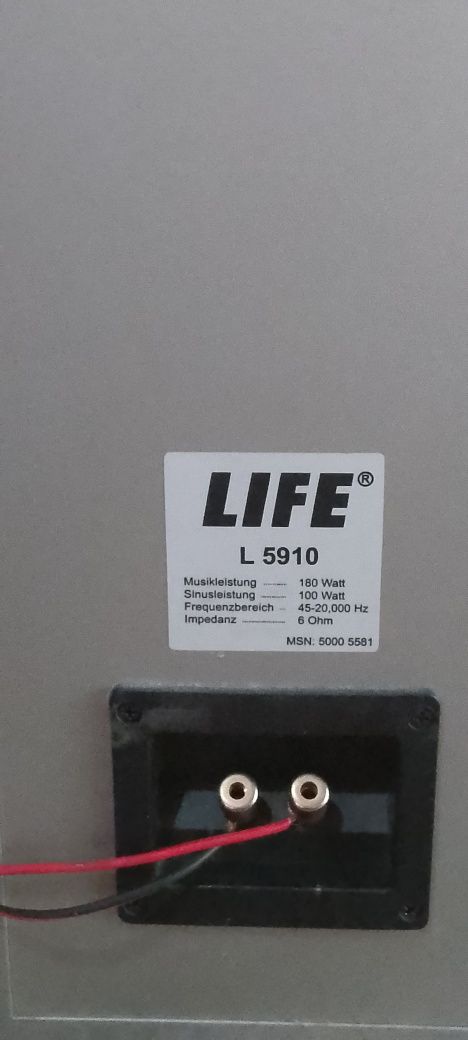 LIFE®
L 5910
Musikleistung ........ 180 Watt
Sinusleistung ........ 100 Watt
Frequenzbereich .. 45-20,000 Hz
Impedanz ........ 6 Ohm
MSN: 5000 5581